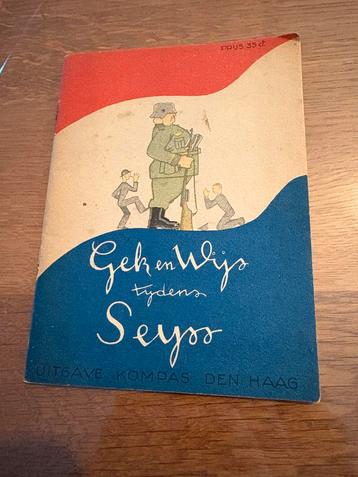 PRIJS 35 ct
Gek en Wijs
tijdens
Seyss
UITGAVE KOMPAS DEN HAAG